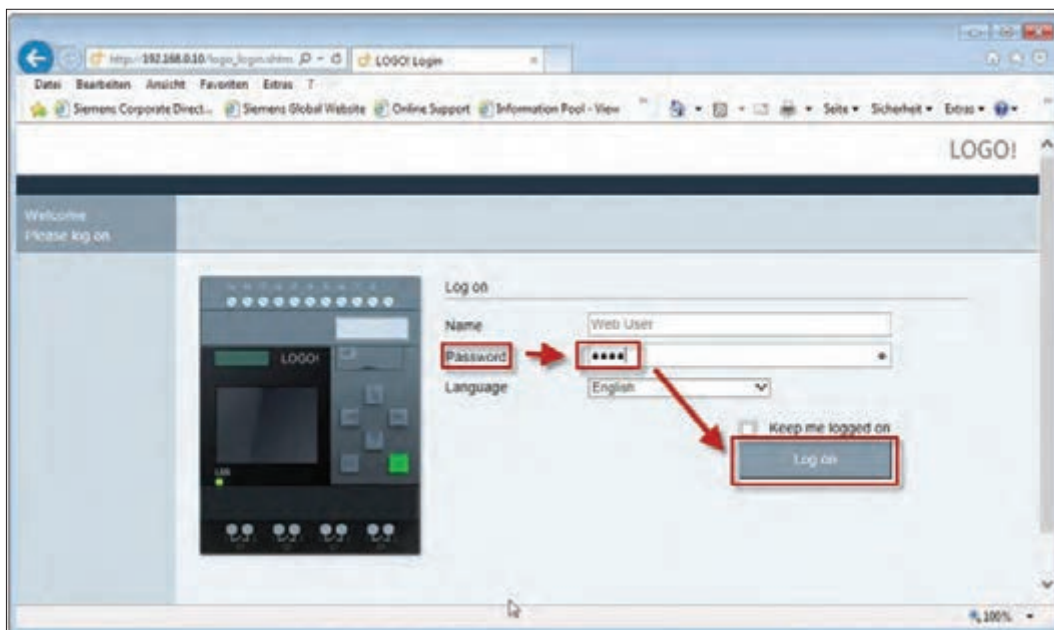 http://192.168.0.10/logo_login.shtm
LOGO! Login
Datei Bearbeiten Ansicht Favoriten Extras ?
Siemens Corporate Direct... Siemens Global Website Online Support Information Pool - View
Seite Sicherheit Extras
LOGO!
Welcome
Please log on
Log on
Name Web User
Password ••••
Language English
Keep me logged on
Log on
LOGO!
LAN
100%